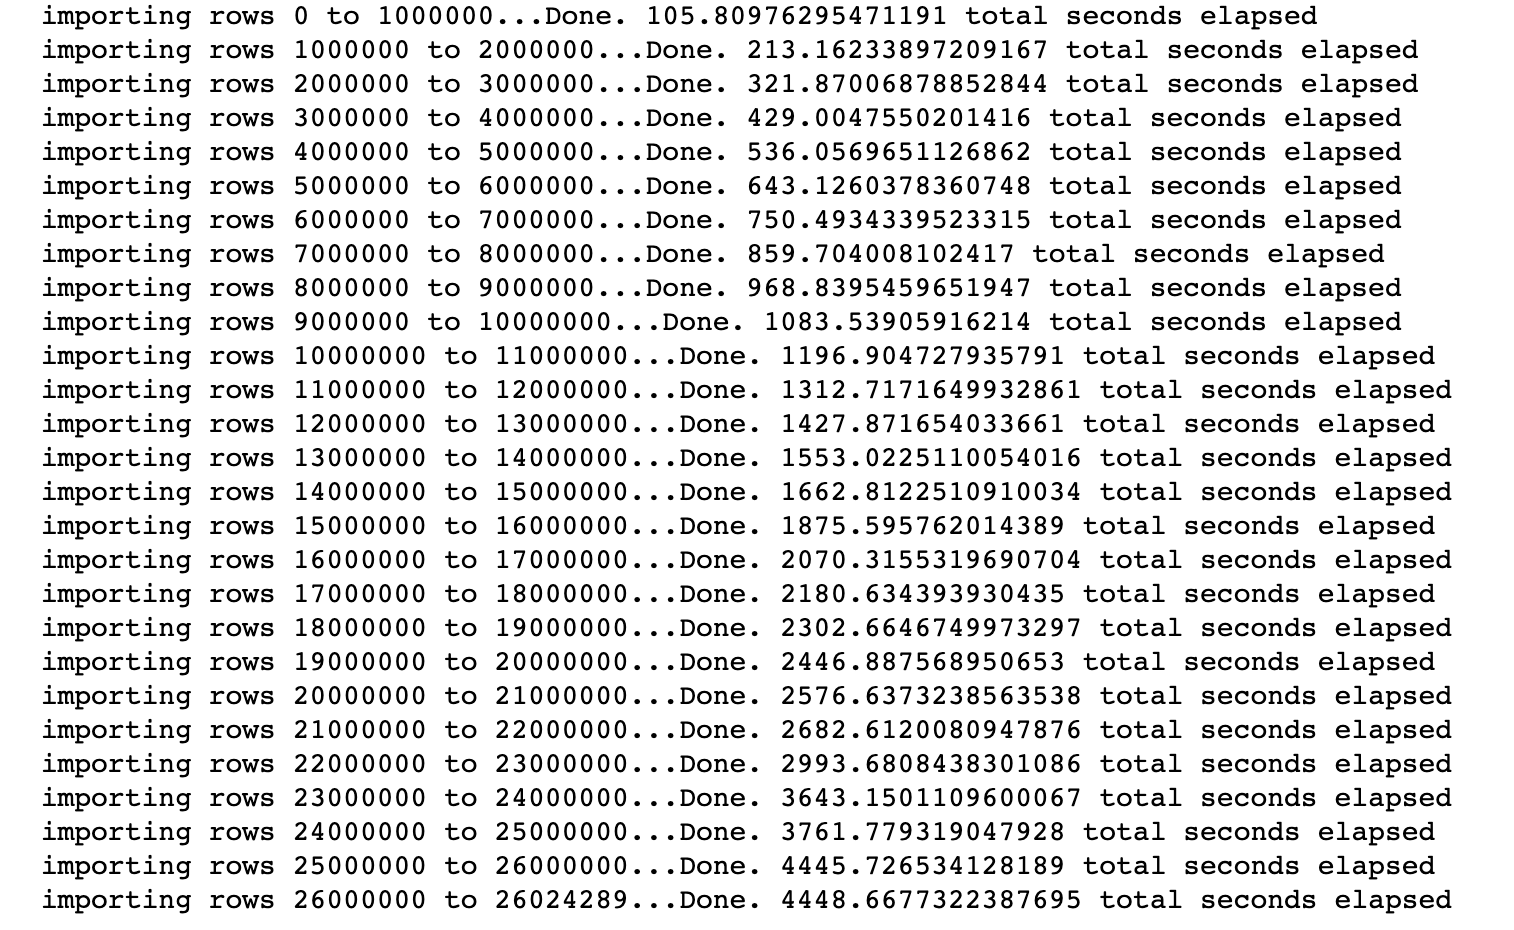 importing rows 0 to 1000000...Done. 105.80976295471191 total seconds elapsed
importing rows 1000000 to 2000000...Done. 213.16233897209167 total seconds elapsed
importing rows 2000000 to 3000000...Done. 321.87006878852844 total seconds elapsed
importing rows 3000000 to 4000000...Done. 429.0047550201416 total seconds elapsed
importing rows 4000000 to 5000000...Done. 536.0569651126862 total seconds elapsed
importing rows 5000000 to 6000000...Done. 643.1260378360748 total seconds elapsed
importing rows 6000000 to 7000000...Done. 750.4934339523315 total seconds elapsed
importing rows 7000000 to 8000000...Done. 859.704008102417 total seconds elapsed
importing rows 8000000 to 9000000...Done. 968.8395459651947 total seconds elapsed
importing rows 9000000 to 10000000...Done. 1083.53905916214 total seconds elapsed
importing rows 10000000 to 11000000...Done. 1196.904727935791 total seconds elapsed
importing rows 11000000 to 12000000...Done. 1312.7171649932861 total seconds elapsed
importing rows 12000000 to 13000000...Done. 1427.871654033661 total seconds elapsed
importing rows 13000000 to 14000000...Done. 1553.0225110054016 total seconds elapsed
importing rows 14000000 to 15000000...Done. 1662.8122510910034 total seconds elapsed
importing rows 15000000 to 16000000...Done. 1875.595762014389 total seconds elapsed
importing rows 16000000 to 17000000...Done. 2070.3155319690704 total seconds elapsed
importing rows 17000000 to 18000000...Done. 2180.634393930435 total seconds elapsed
importing rows 18000000 to 19000000...Done. 2302.6646749973297 total seconds elapsed
importing rows 19000000 to 20000000...Done. 2446.887568950653 total seconds elapsed
importing rows 20000000 to 21000000...Done. 2576.6373238563538 total seconds elapsed
importing rows 21000000 to 22000000...Done. 2682.6120080947876 total seconds elapsed
importing rows 22000000 to 23000000...Done. 2993.6808438301086 total seconds elapsed
importing rows 23000000 to 24000000...Done. 3643.1501109600067 total seconds elapsed
importing rows 24000000 to 25000000...Done. 3761.779319047928 total seconds elapsed
importing rows 25000000 to 26000000...Done. 4445.726534128189 total seconds elapsed
importing rows 26000000 to 26024289...Done. 4448.6677322387695 total seconds elapsed